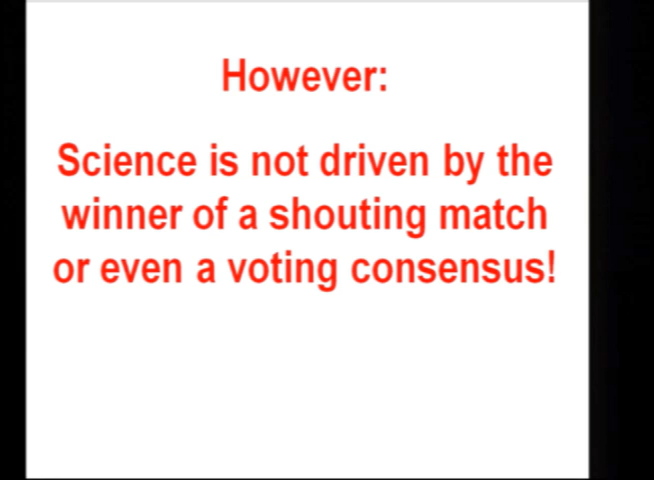 However:
Science is not driven by the
winner of a shouting match
or even a voting consensus!